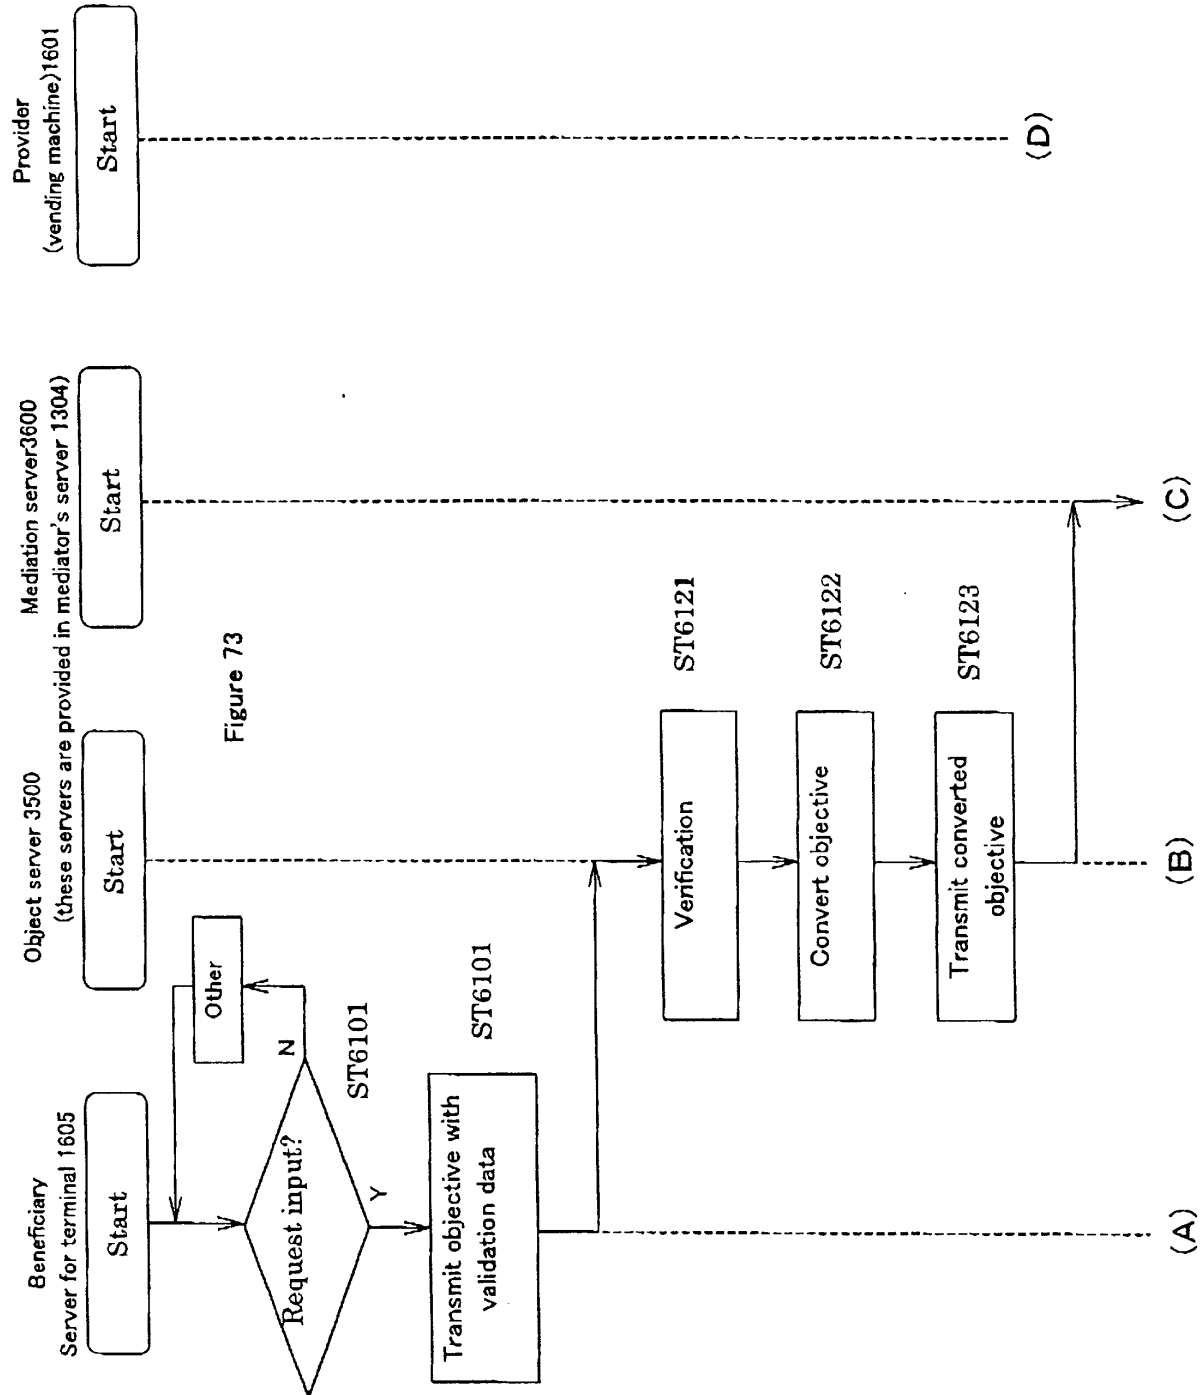 Beneficiary
Server for terminal 1605
Object server 3500
Mediation server3600
(these servers are provided in mediator's server 1304)
Provider
(vending machine)1601
Start
Start
Start
Start
Figure 73
Other
N
Request input?
ST6101
Y
Transmit objective with
validation data
ST6101
Verification
ST6121
Convert objective
ST6122
Transmit converted
objective
ST6123
(A)
(B)
(C)
(D)